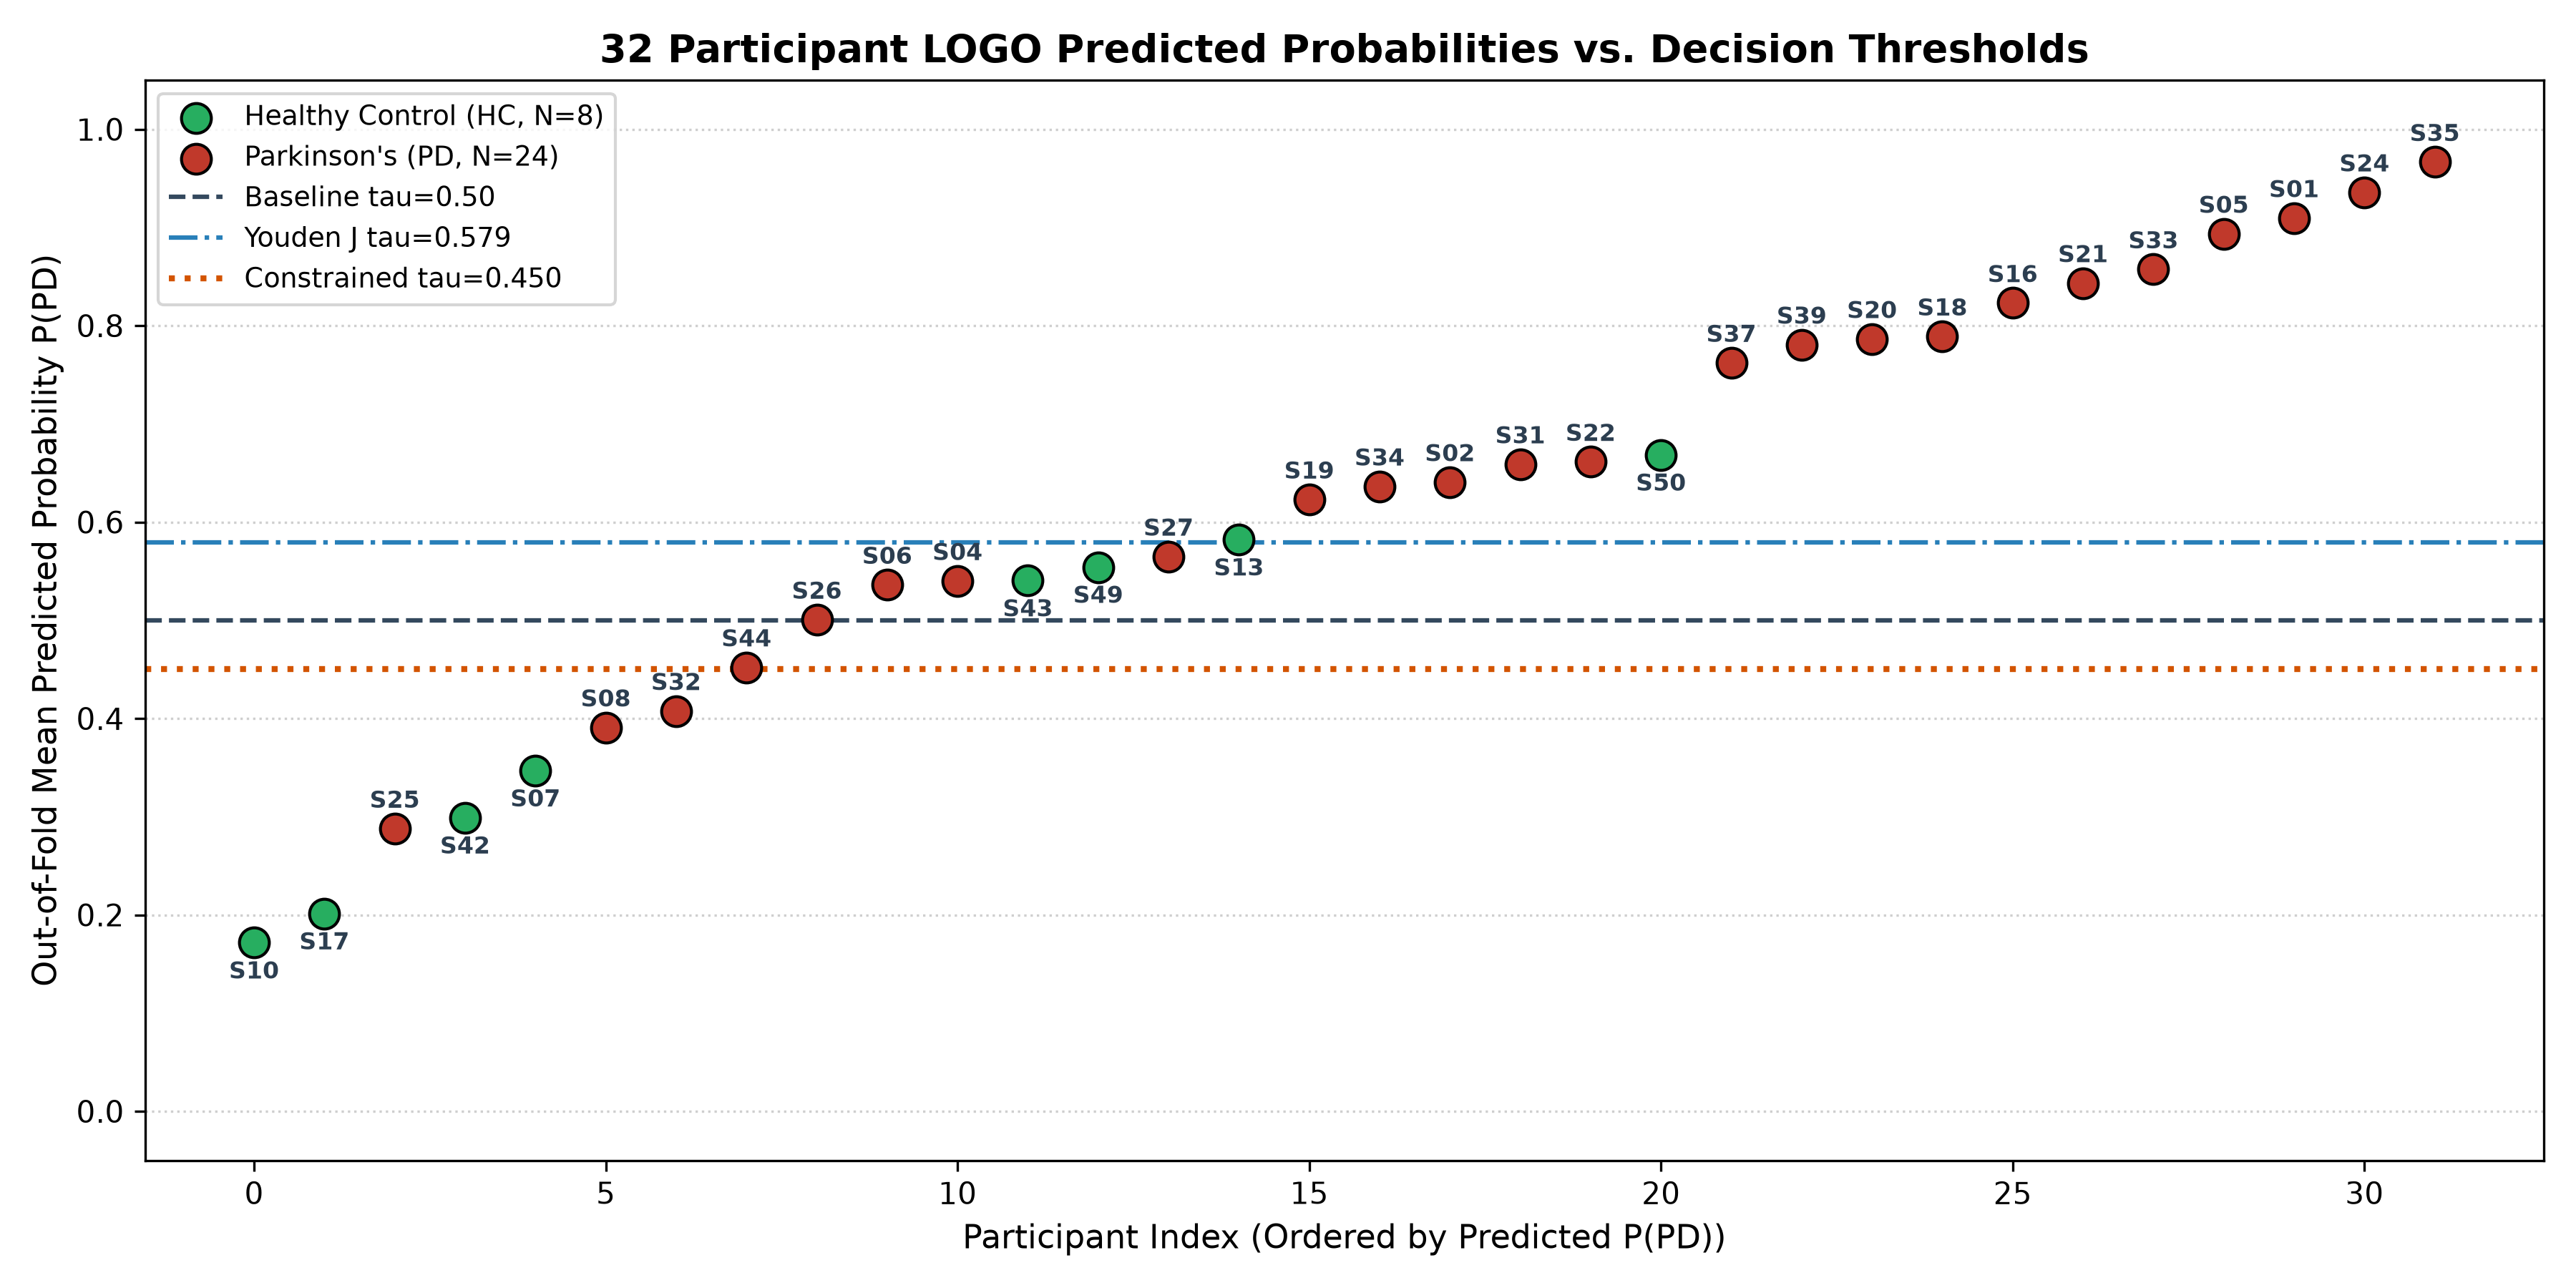 32 Participant LOGO Predicted Probabilities vs. Decision Thresholds
Healthy Control (HC, N=8)
Parkinson's (PD, N=24)
Baseline tau=0.50
Youden J tau=0.579
Constrained tau=0.450
Out-of-Fold Mean Predicted Probability P(PD)
1.0
0.8
0.6
0.4
0.2
0.0
S10
S17
S25
S42
S07
S08
S32
S44
S26
S06
S04
S43
S49
S27
S13
S19
S34
S02
S31
S22
S50
S37
S39
S20
S18
S16
S21
S33
S05
S01
S24
S35
0
5
10
15
20
25
30
Participant Index (Ordered by Predicted P(PD))